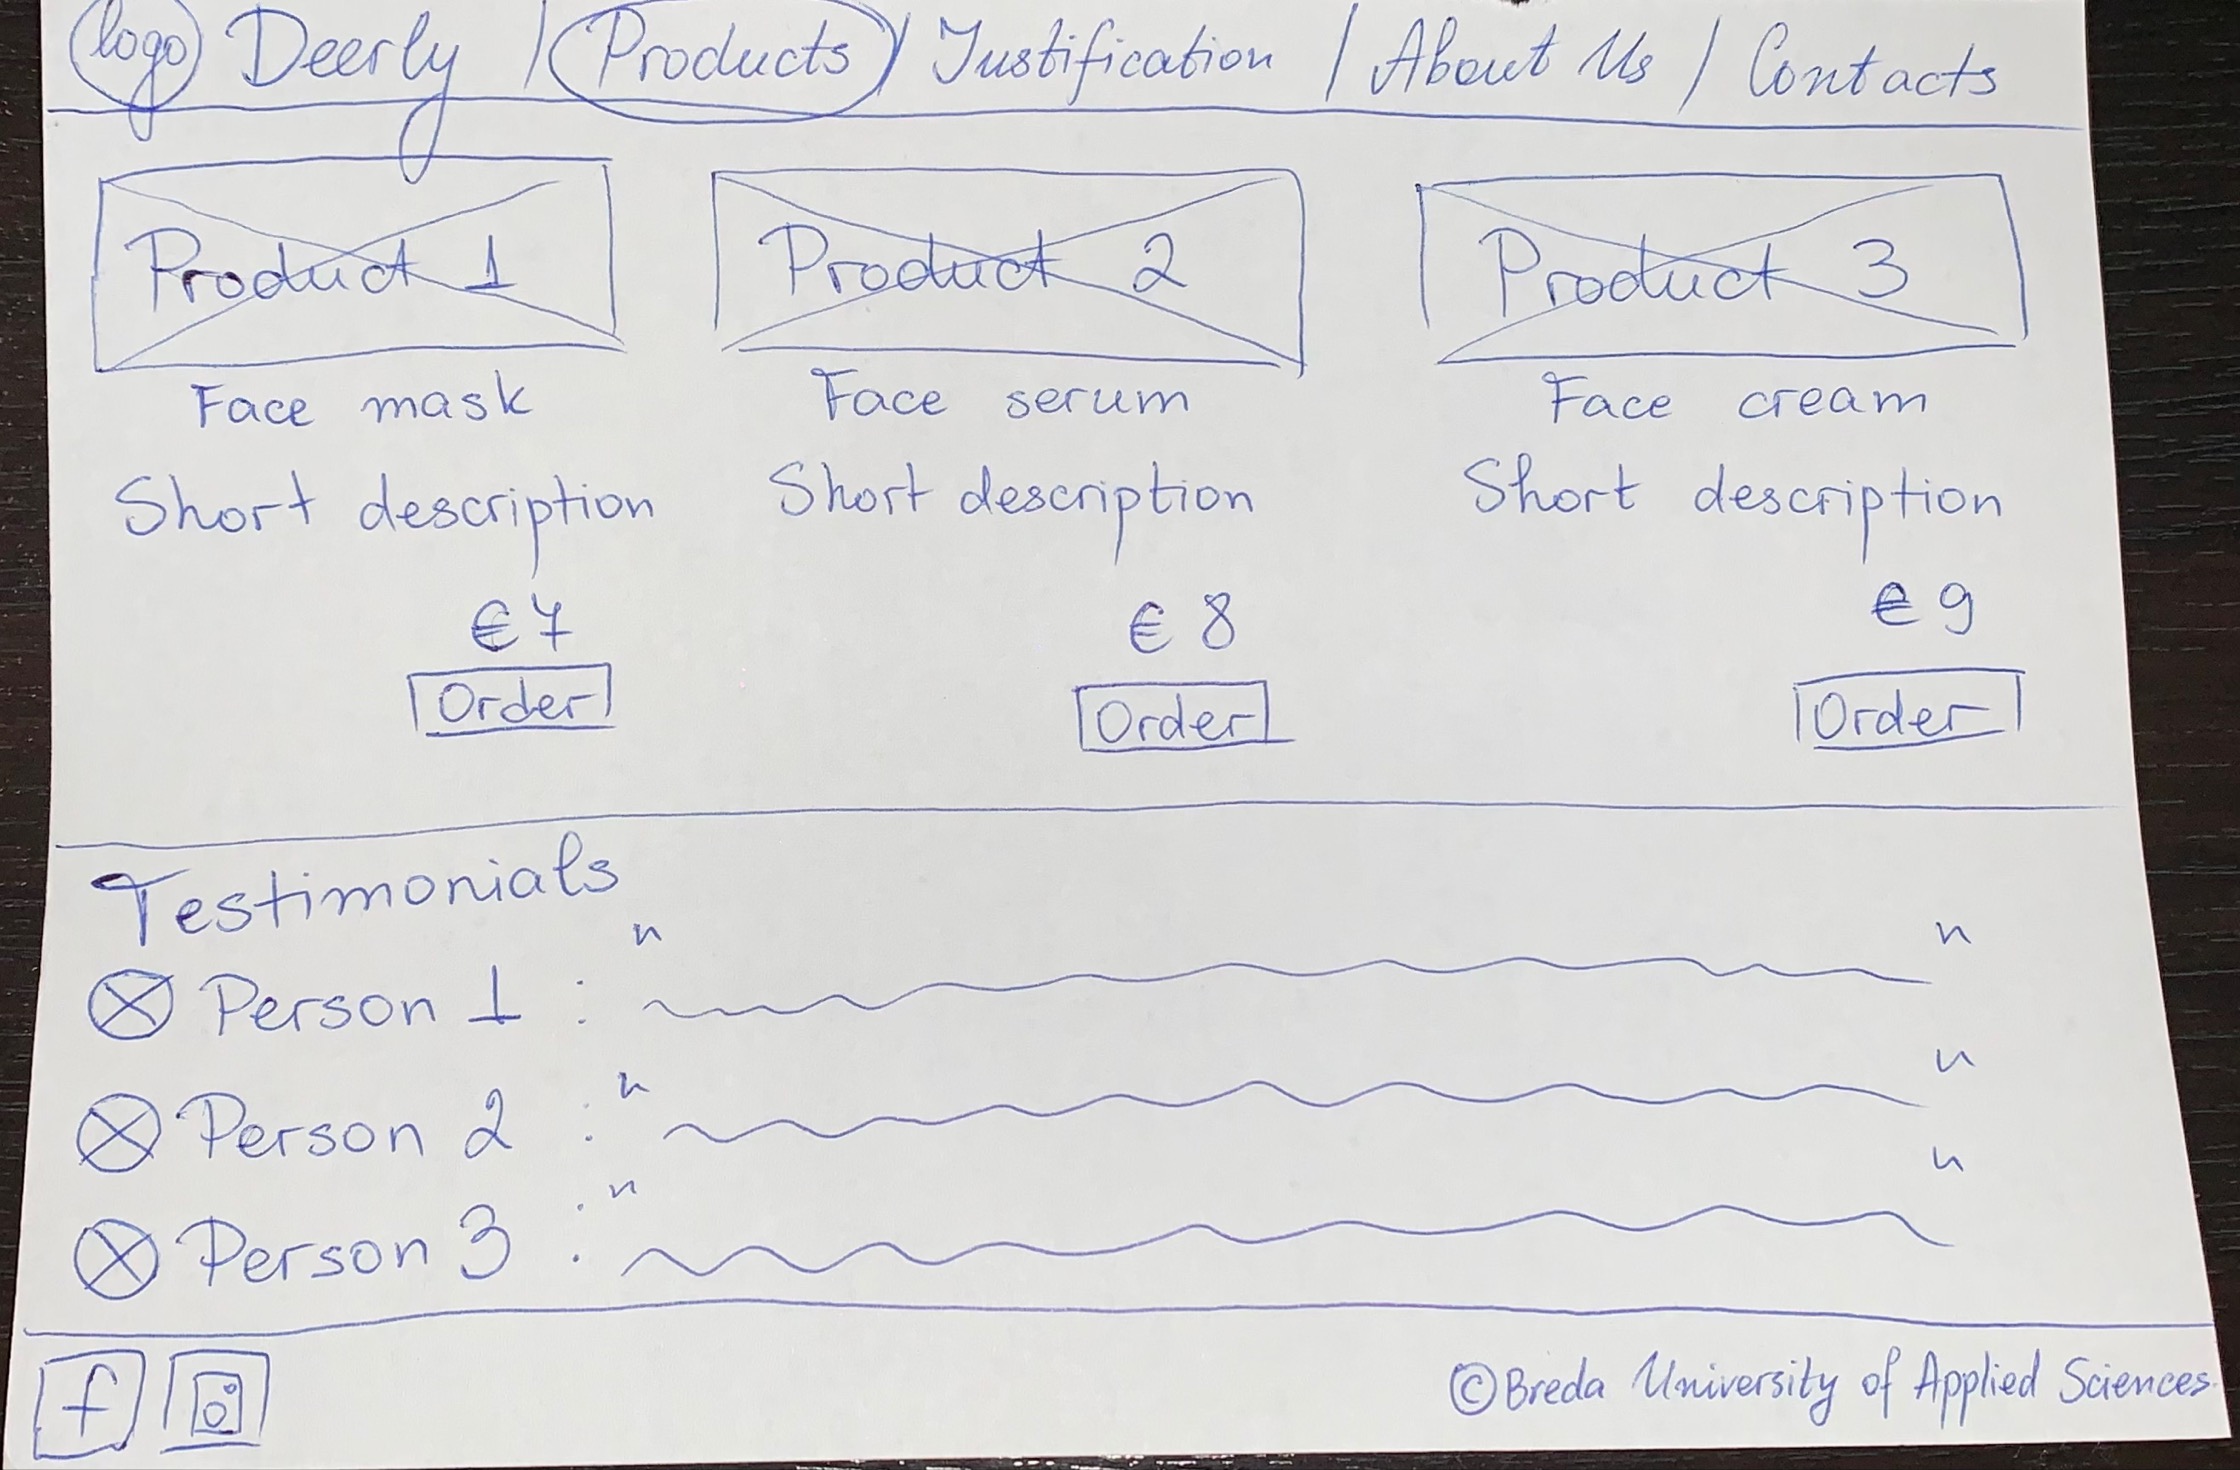 logo Deerly / Products / Justification / About Us / Contacts
Product 1 Product 2 Product 3
Face mask Face serum Face cream
Short description Short description Short description
€7 € 8 € 9
Order Order Order
Testimonials
Person 1 : " "
Person 2 : " "
Person 3 : " "
f ©Breda University of Applied Sciences